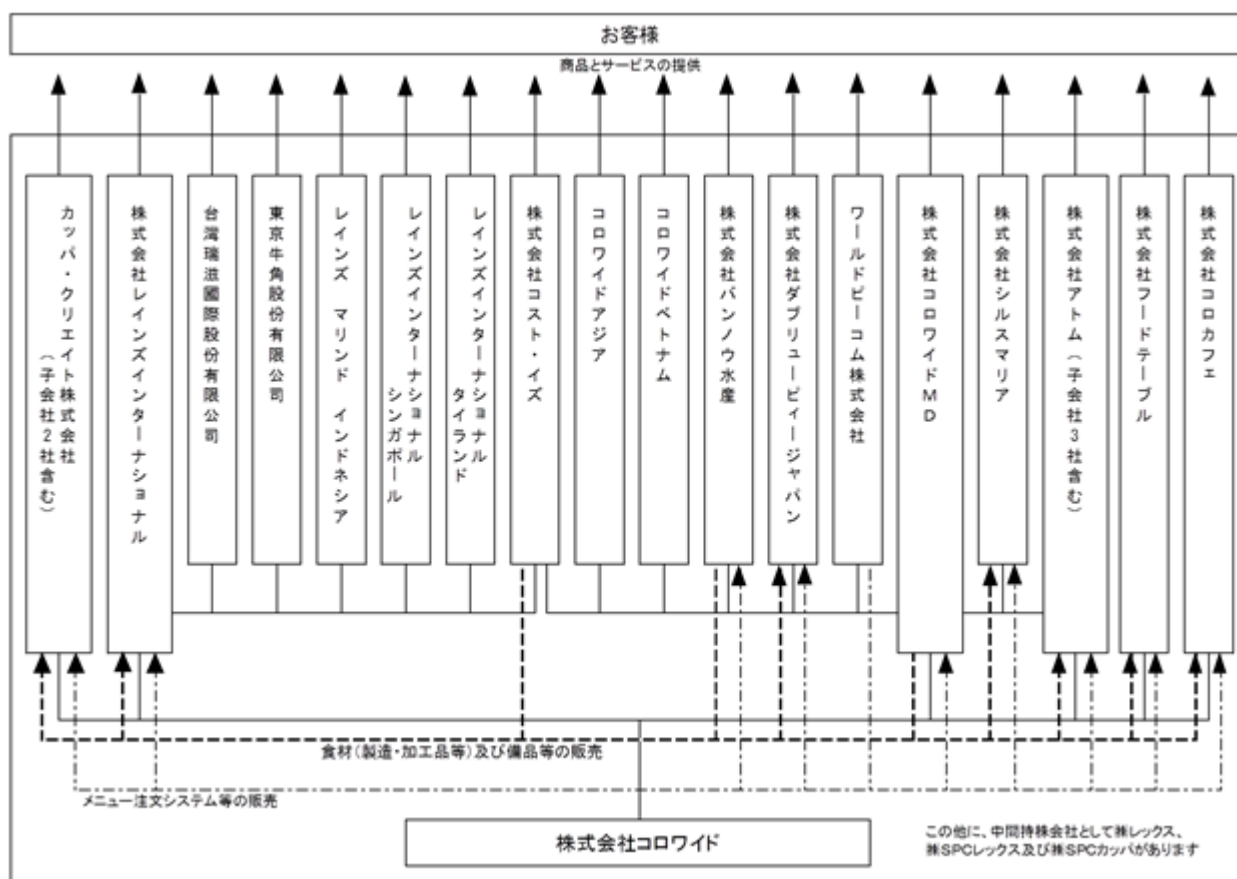 お客様
商品とサービスの提供
カッパ・クリエイト株式会社
（子会社2社含む）
株式会社レインズインターナショナル
台灣瑞滋國際股份有限公司
東京牛角股份有限公司
レインズ マリンド インドネシア
レインズインターナショナル
シンガポール
レインズインターナショナル
タイランド
株式会社コスト・イズ
コロワイドアジア
コロワイドベトナム
株式会社バンノウ水産
株式会社ダブリューピィージャパン
ワールドピーコム株式会社
株式会社コロワイドMD
株式会社シルスマリア
株式会社アトム（子会社3社含む）
株式会社フードテーブル
株式会社コロカフェ
食材（製造・加工品等）及び備品等の販売
メニュー注文システム等の販売
株式会社コロワイド
この他に、中間持株会社として㈱レックス、
㈱SPCレックス及び㈱SPCカッパがあります